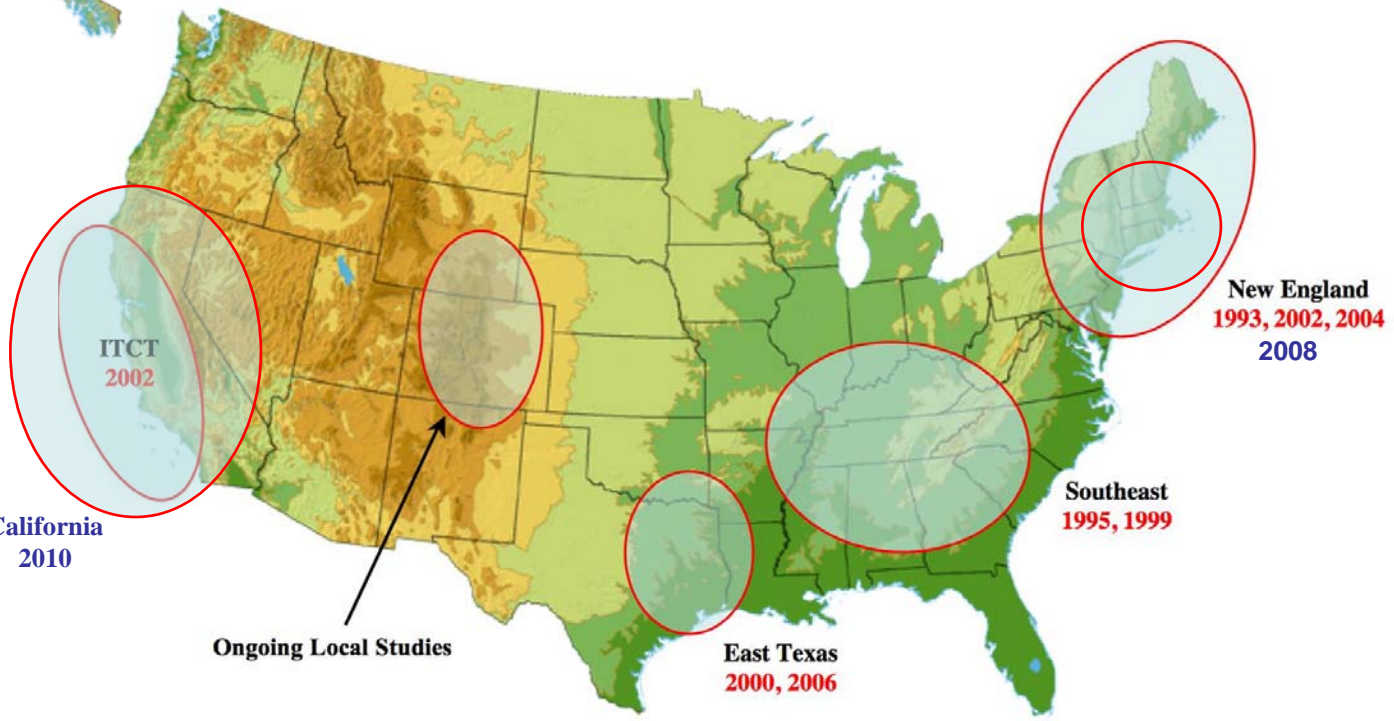 ITCT
2002
California
2010
Ongoing Local Studies
New England
1993, 2002, 2004
2008
Southeast
1995, 1999
East Texas
2000, 2006